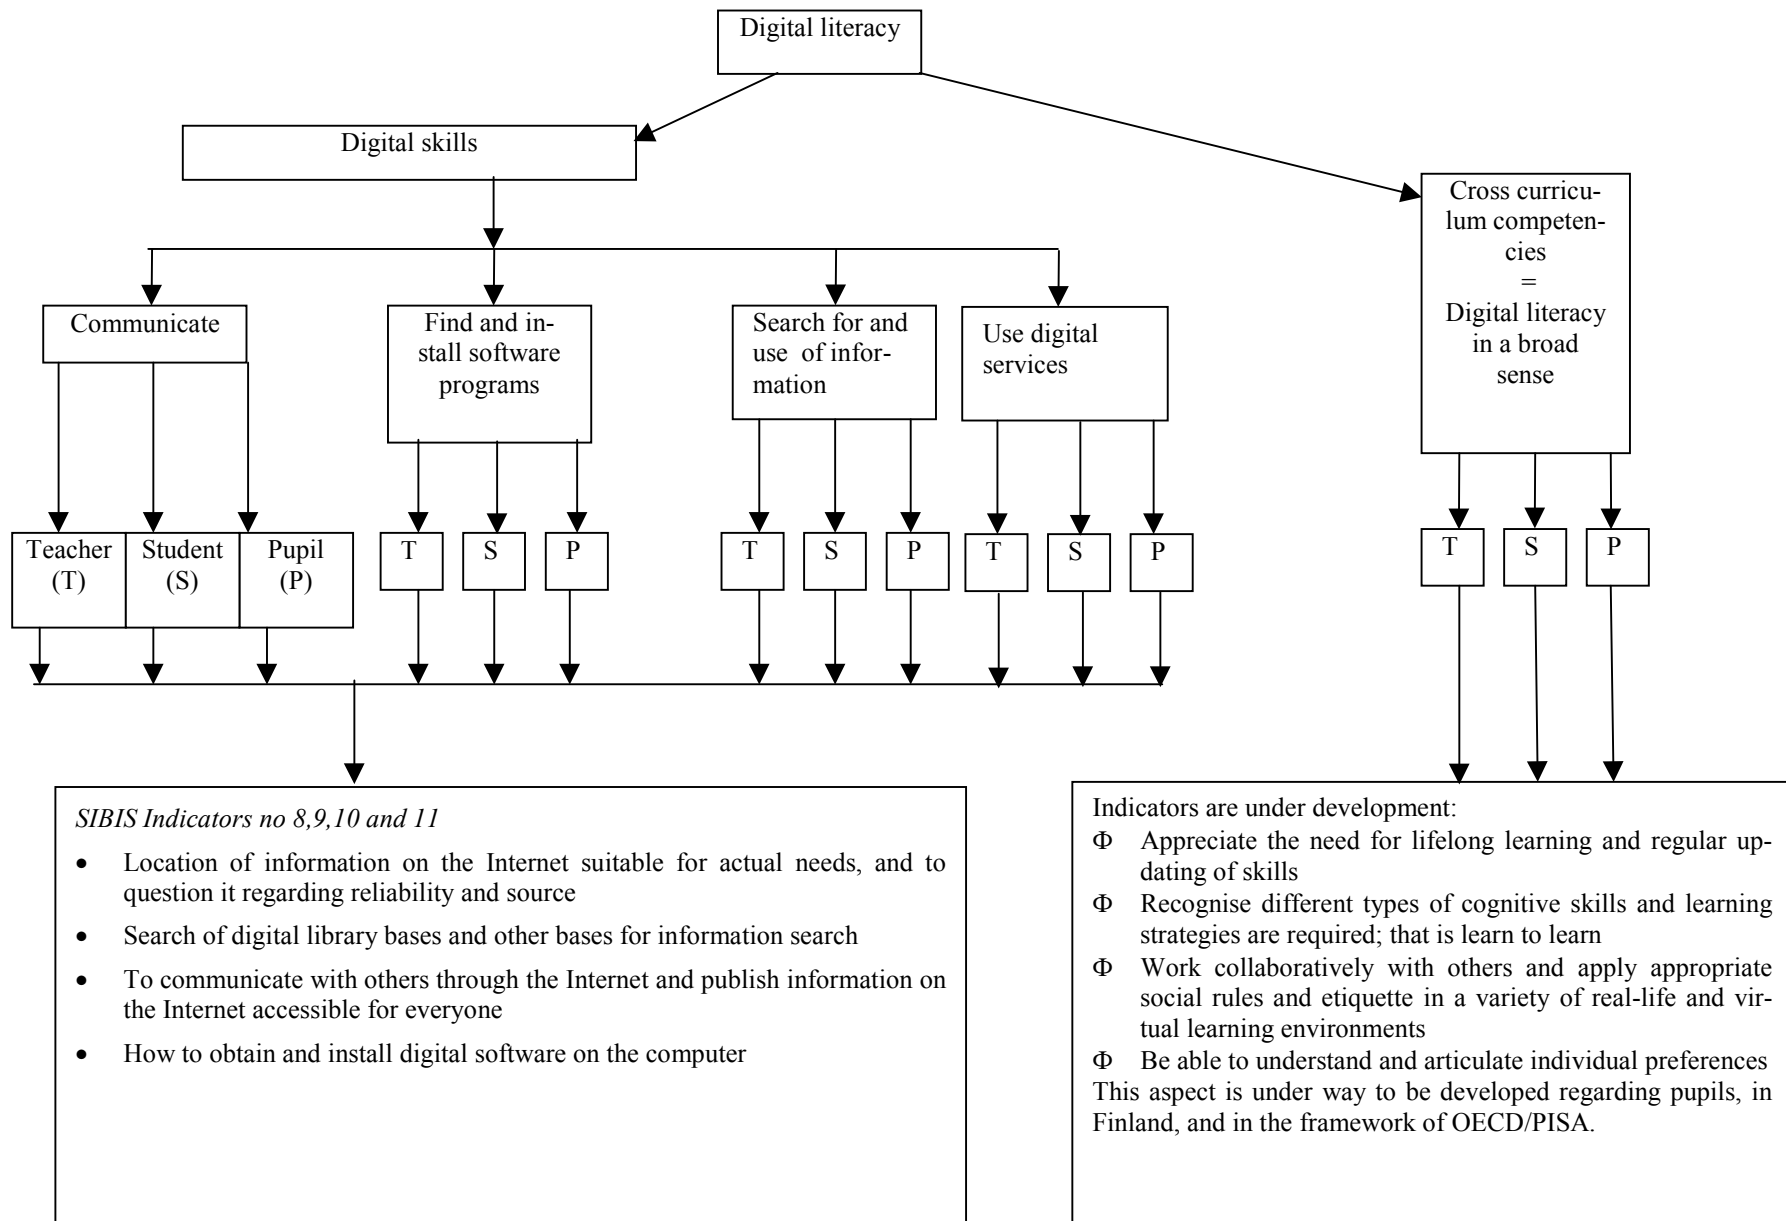 Digital literacy
Digital skills
Cross curricu-
lum competen-
cies
=
Digital literacy
in a broad
sense
Communicate
Find and in-
stall software
programs
Search for and
use of infor-
mation
Use digital
services
Teacher
(T)
Student
(S)
Pupil
(P)
T
S
P
T
S
P
T
S
P
T
S
P
SIBIS Indicators no 8,9,10 and 11
• Location of information on the Internet suitable for actual needs, and to
question it regarding reliability and source
• Search of digital library bases and other bases for information search
• To communicate with others through the Internet and publish information on
the Internet accessible for everyone
• How to obtain and install digital software on the computer
Indicators are under development:
Φ Appreciate the need for lifelong learning and regular up-
dating of skills
Φ Recognise different types of cognitive skills and learning
strategies are required; that is learn to learn
Φ Work collaboratively with others and apply appropriate
social rules and etiquette in a variety of real-life and vir-
tual learning environments
Φ Be able to understand and articulate individual preferences
This aspect is under way to be developed regarding pupils, in
Finland, and in the framework of OECD/PISA.